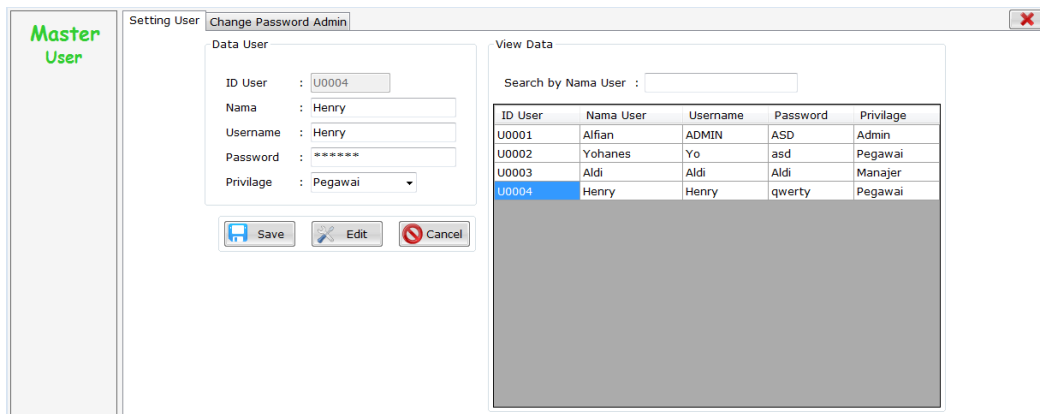 Master
User
Setting User
Change Password Admin
Data User
ID User : U0004
Nama : Henry
Username : Henry
Password : ******
Privilage : Pegawai
Save
Edit
Cancel
View Data
Search by Nama User :
ID User Nama User Username Password Privilage
U0001 Alfian ADMIN ASD Admin
U0002 Yohanes Yo asd Pegawai
U0003 Aldi Aldi Aldi Manajer
U0004 Henry Henry qwerty Pegawai